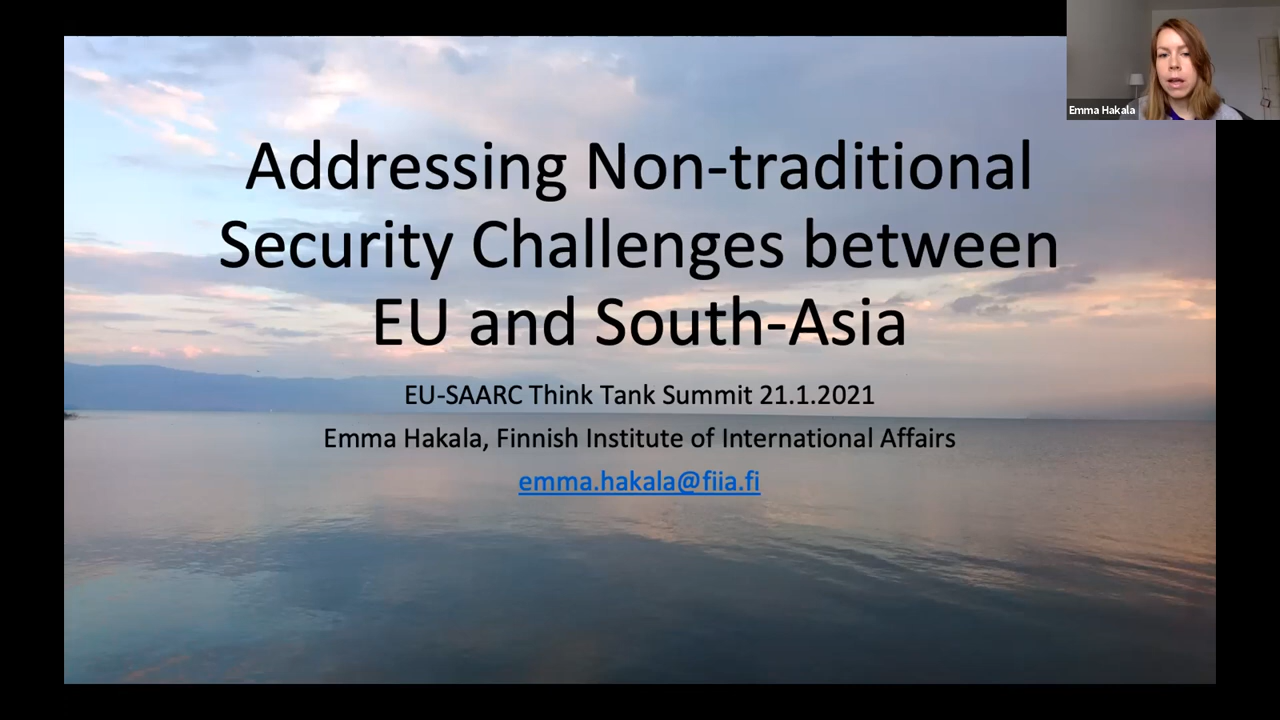 Emma Hakala
Addressing Non-traditional
Security Challenges between
EU and South-Asia
EU-SAARC Think Tank Summit 21.1.2021
Emma Hakala, Finnish Institute of International Affairs
emma.hakala@fiia.fi